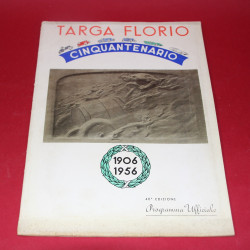 TARGA FLORIO
CINQUANTENARIO
1906
1956
40ª EDIZIONE
Programma Ufficiale